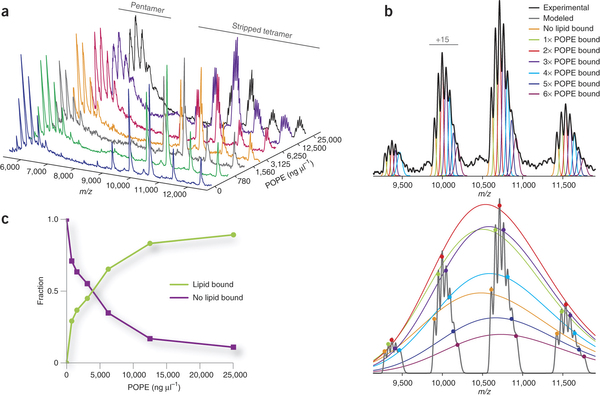 a
Pentamer
Stripped tetramer
6,000
7,000
8,000
9,000
10,000
11,000
12,000
m/z
0
780
1,563
3,125
6,250
12,500
25,000
POPE (ng µl⁻¹)
b
+15
Experimental
Modeled
No lipid bound
1× POPE bound
2× POPE bound
3× POPE bound
4× POPE bound
5× POPE bound
6× POPE bound
9,500
10,000
10,500
11,000
11,500
m/z
9,500
10,000
10,500
11,000
11,500
m/z
c
1.0
0.5
0
Fraction
Lipid bound
No lipid bound
0
5,000
10,000
15,000
20,000
25,000
POPE (ng µl⁻¹)